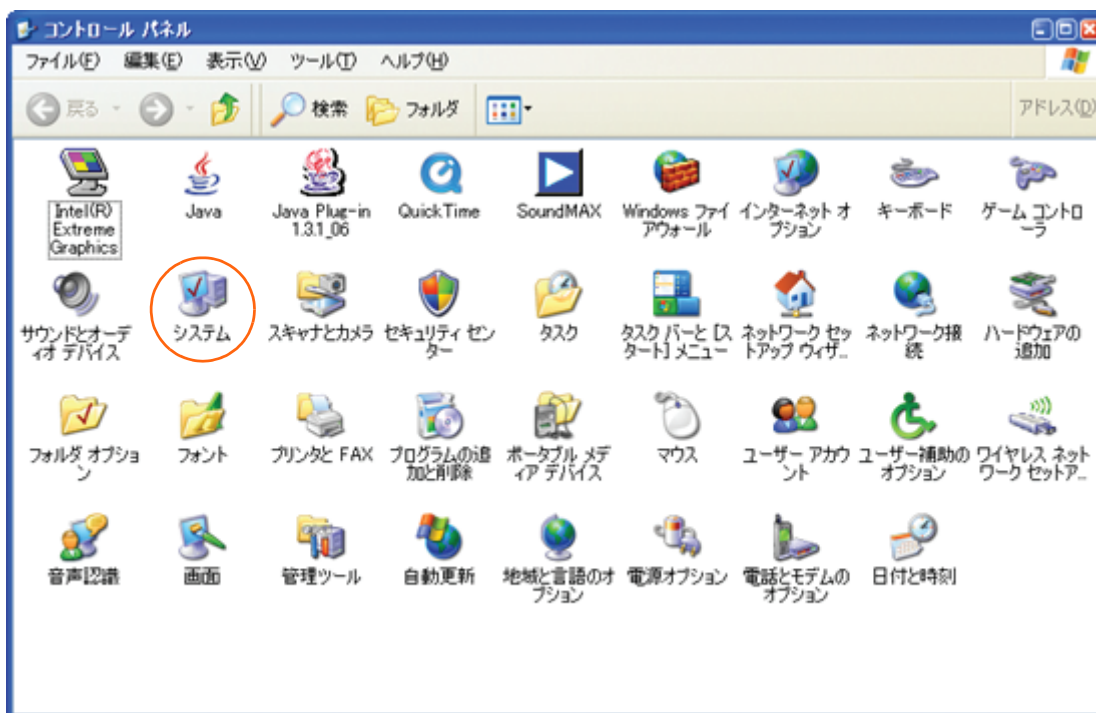 コントロール パネル
ファイル(F) 編集(E) 表示(V) ツール(T) ヘルプ(H)
戻る 検索 フォルダ アドレス(D)
Intel(R) Extreme Graphics
Java
Java Plug-in 1.3.1_06
QuickTime
SoundMAX
Windows ファイアウォール
インターネット オプション
キーボード
ゲーム コントローラ
サウンドとオーディオ デバイス
システム
スキャナとカメラ
セキュリティ センター
タスク
タスク バーと [スタート] メニュー
ネットワーク セットアップ ウィザ...
ネットワーク接続
ハードウェアの追加
フォルダ オプション
フォント
プリンタと FAX
プログラムの追加と削除
ポータブル メディア デバイス
マウス
ユーザー アカウント
ユーザー補助のオプション
ワイヤレス ネットワーク セットア...
音声認識
画面
管理ツール
自動更新
地域と言語のオプション
電源オプション
電話とモデムのオプション
日付と時刻